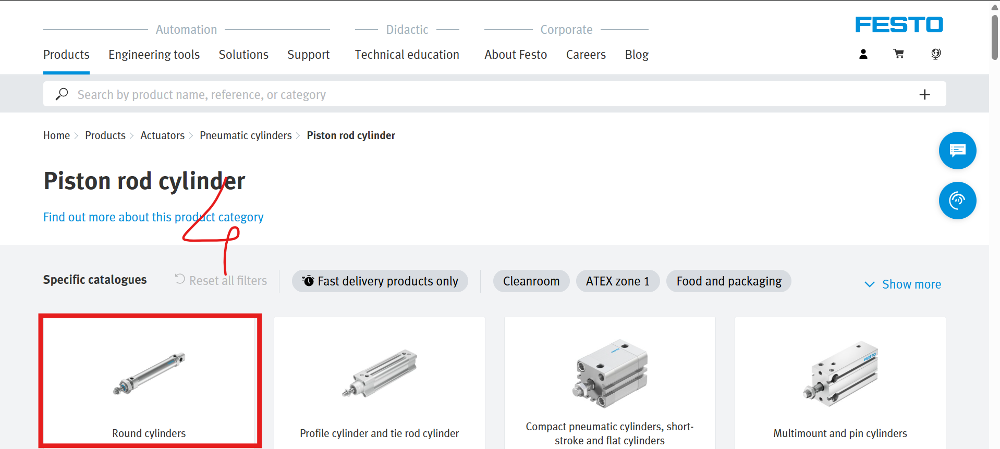 Automation Didactic Corporate
FESTO
Products Engineering tools Solutions Support Technical education About Festo Careers Blog
Search by product name, reference, or category
Home > Products > Actuators > Pneumatic cylinders > Piston rod cylinder
Piston rod cylinder
AI
Find out more about this product category
4
Specific catalogues Reset all filters Fast delivery products only Cleanroom ATEX zone 1 Food and packaging Show more
FESTO
FESTO
Round cylinders
Profile cylinder and tie rod cylinder
Compact pneumatic cylinders, short-
stroke and flat cylinders
Multimount and pin cylinders